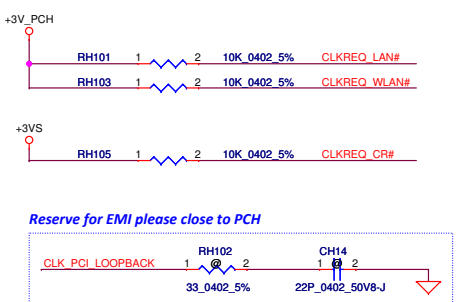 +3V_PCH
RH101 1 2 10K_0402_5% CLKREQ_LAN#
RH103 1 2 10K_0402_5% CLKREQ_WLAN#
+3VS
RH105 1 2 10K_0402_5% CLKREQ_CR#
Reserve for EMI please close to PCH
RH102 CH14
CLK_PCI_LOOPBACK 1 @ 2 1 @ 2
33_0402_5% 22P_0402_50V8-J